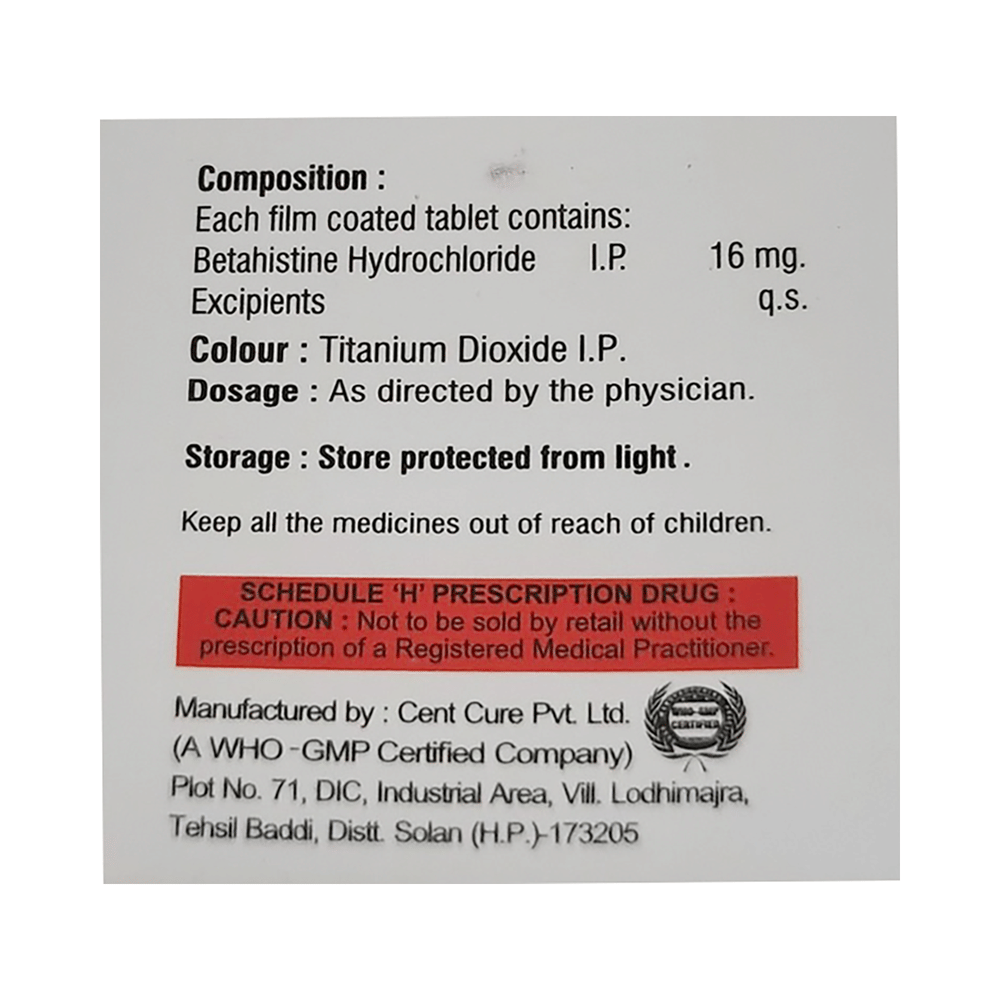 Composition :
Each film coated tablet contains:
Betahistine Hydrochloride I.P. 16 mg.
Excipients q.s.
Colour : Titanium Dioxide I.P.
Dosage : As directed by the physician.
Storage : Store protected from light .
Keep all the medicines out of reach of children.
SCHEDULE ‘H’ PRESCRIPTION DRUG :
CAUTION : Not to be sold by retail without the
prescription of a Registered Medical Practitioner.
Manufactured by : Cent Cure Pvt. Ltd.
WHO-GMP
CERTIFIED
(A WHO -GMP Certified Company)
Plot No. 71, DIC, Industrial Area, Vill. Lodhimajra,
Tehsil Baddi, Distt. Solan (H.P.)-173205